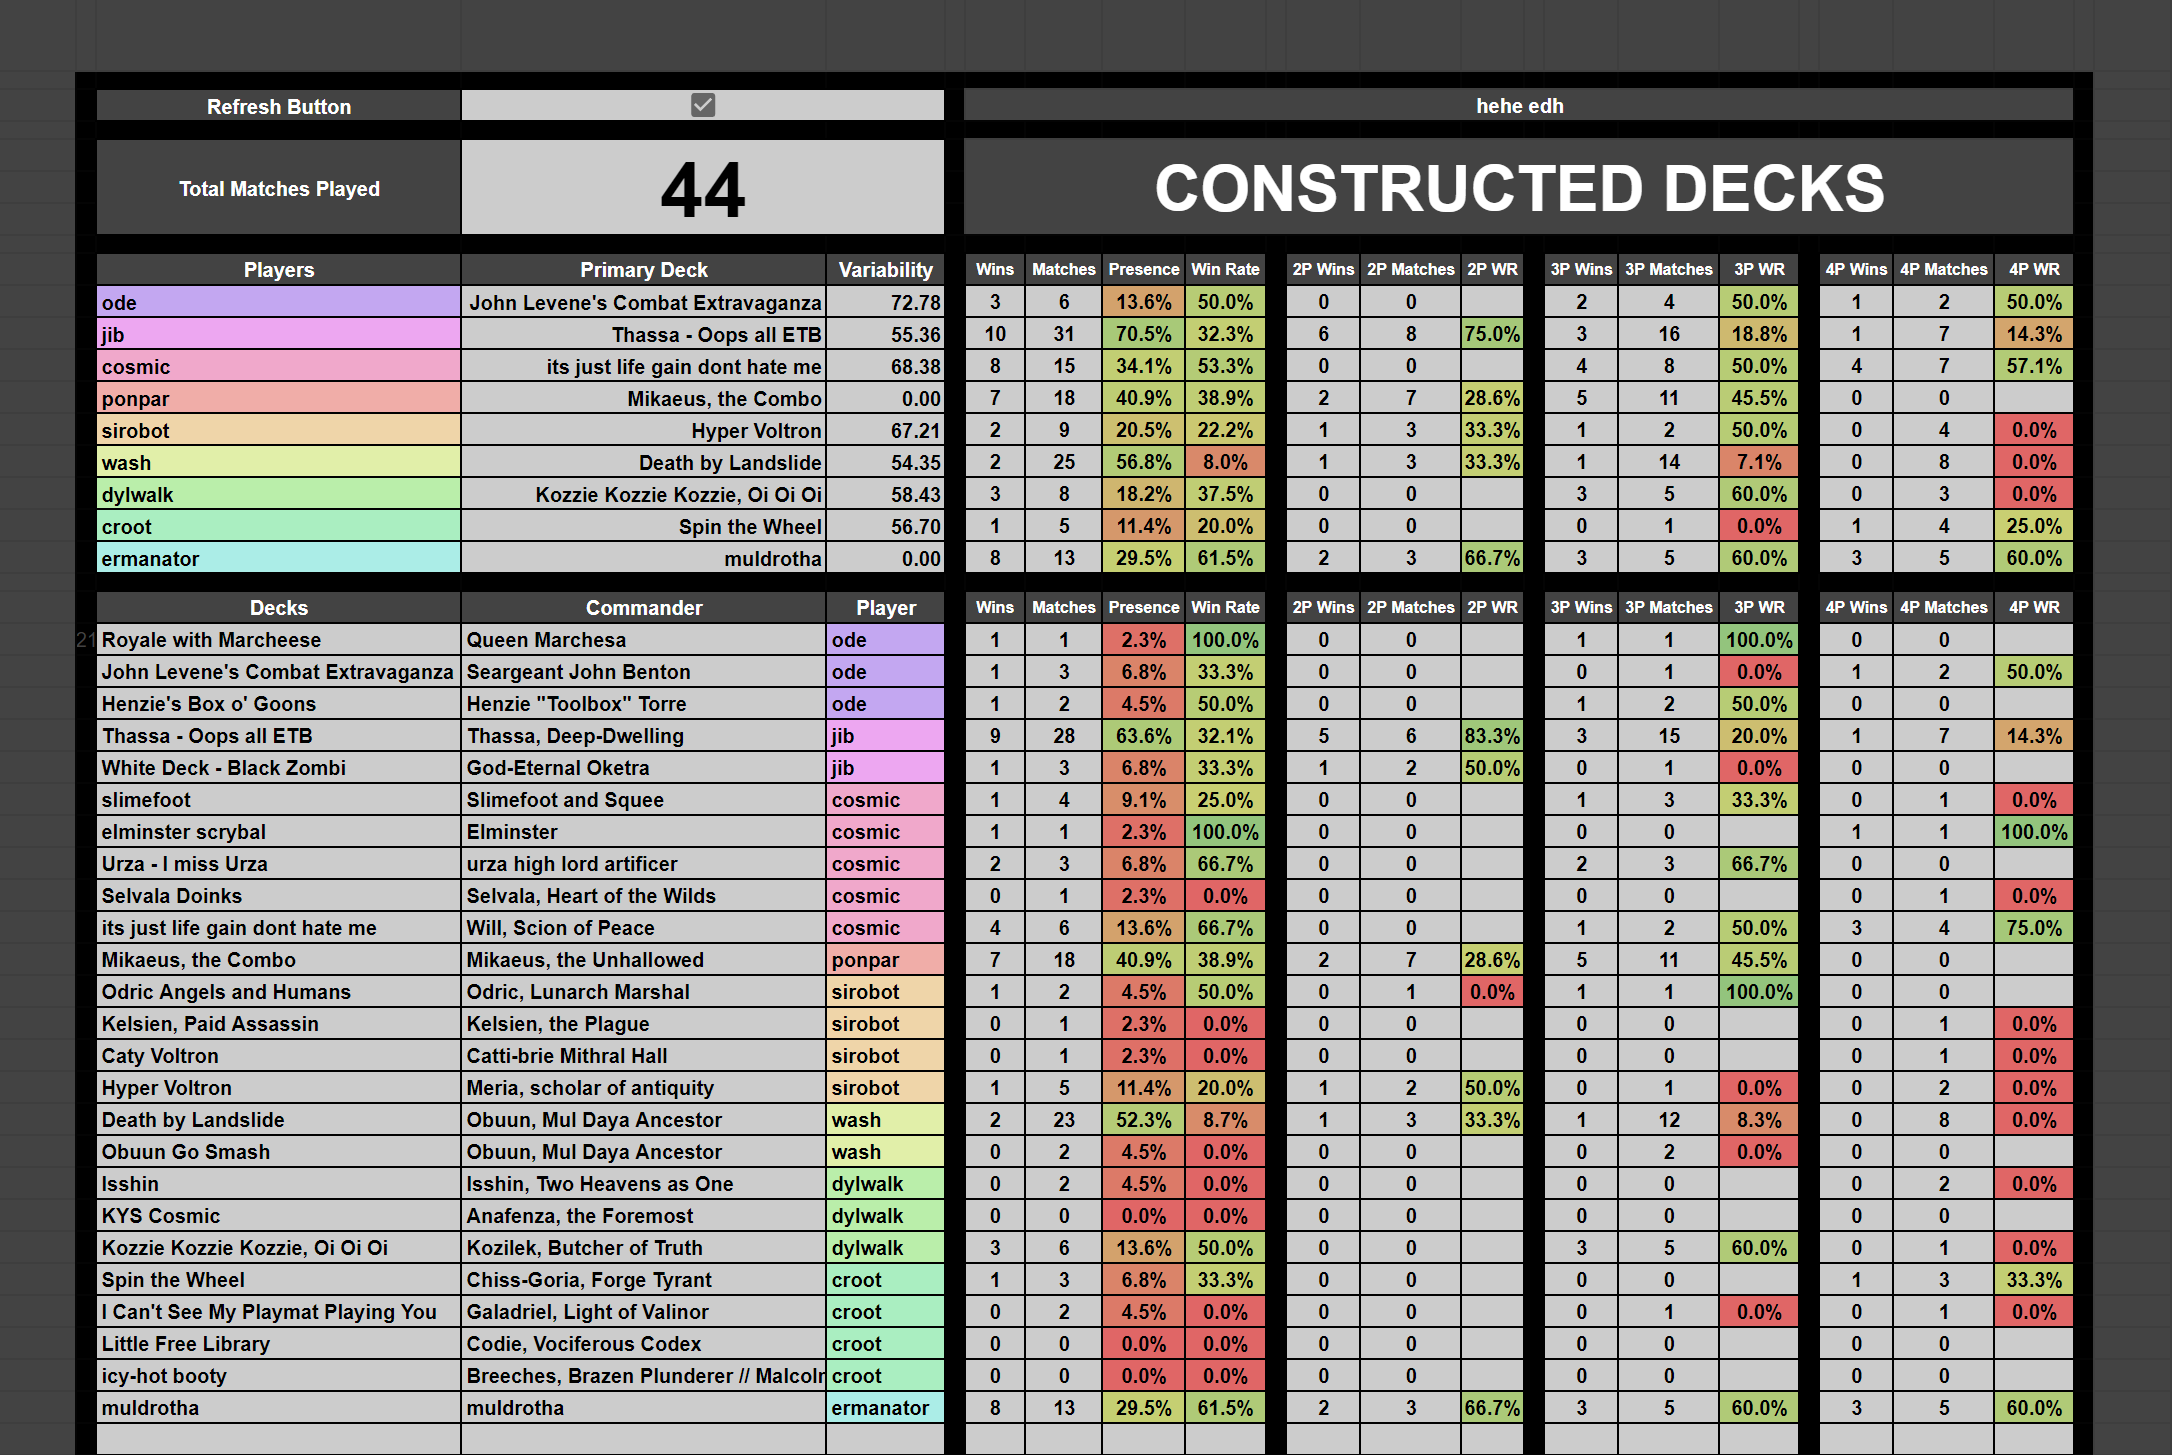 Refresh Button hehe edh
Total Matches Played 44 CONSTRUCTED DECKS
Players Primary Deck Variability Wins Matches Presence Win Rate 2P Wins 2P Matches 2P WR 3P Wins 3P Matches 3P WR 4P Wins 4P Matches 4P WR
ode John Levene's Combat Extravaganza 72.78 3 6 13.6% 50.0% 0 0 2 4 50.0% 1 2 50.0%
jib Thassa - Oops all ETB 55.36 10 31 70.5% 32.3% 6 8 75.0% 3 16 18.8% 1 7 14.3%
cosmic its just life gain dont hate me 68.38 8 15 34.1% 53.3% 0 0 4 8 50.0% 4 7 57.1%
ponpar Mikaeus, the Combo 0.00 7 18 40.9% 38.9% 2 7 28.6% 5 11 45.5% 0 0
sirobot Hyper Voltron 67.21 2 9 20.5% 22.2% 1 3 33.3% 1 2 50.0% 0 4 0.0%
wash Death by Landslide 54.35 2 25 56.8% 8.0% 1 3 33.3% 1 14 7.1% 0 8 0.0%
dylwalk Kozzie Kozzie Kozzie, Oi Oi Oi 58.43 3 8 18.2% 37.5% 0 0 3 5 60.0% 0 3 0.0%
croot Spin the Wheel 56.70 1 5 11.4% 20.0% 0 0 0 1 0.0% 1 4 25.0%
ermanator muldrotha 0.00 8 13 29.5% 61.5% 2 3 66.7% 3 5 60.0% 3 5 60.0%
Decks Commander Player Wins Matches Presence Win Rate 2P Wins 2P Matches 2P WR 3P Wins 3P Matches 3P WR 4P Wins 4P Matches 4P WR
21 Royale with Marcheese Queen Marchesa ode 1 1 2.3% 100.0% 0 0 1 1 100.0% 0 0
John Levene's Combat Extravaganza Seargeant John Benton ode 1 3 6.8% 33.3% 0 0 0 1 0.0% 1 2 50.0%
Henzie's Box o' Goons Henzie "Toolbox" Torre ode 1 2 4.5% 50.0% 0 0 1 2 50.0% 0 0
Thassa - Oops all ETB Thassa, Deep-Dwelling jib 9 28 63.6% 32.1% 5 6 83.3% 3 15 20.0% 1 7 14.3%
White Deck - Black Zombi God-Eternal Oketra jib 1 3 6.8% 33.3% 1 2 50.0% 0 1 0.0% 0 0
slimefoot Slimefoot and Squee cosmic 1 4 9.1% 25.0% 0 0 1 3 33.3% 0 1 0.0%
elminster scrybal Elminster cosmic 1 1 2.3% 100.0% 0 0 0 0 1 1 100.0%
Urza - I miss Urza urza high lord artificer cosmic 2 3 6.8% 66.7% 0 0 2 3 66.7% 0 0
Selvala Doinks Selvala, Heart of the Wilds cosmic 0 1 2.3% 0.0% 0 0 0 0 0 1 0.0%
its just life gain dont hate me Will, Scion of Peace cosmic 4 6 13.6% 66.7% 0 0 1 2 50.0% 3 4 75.0%
Mikaeus, the Combo Mikaeus, the Unhallowed ponpar 7 18 40.9% 38.9% 2 7 28.6% 5 11 45.5% 0 0
Odric Angels and Humans Odric, Lunarch Marshal sirobot 1 2 4.5% 50.0% 0 1 0.0% 1 1 100.0% 0 0
Kelsien, Paid Assassin Kelsien, the Plague sirobot 0 1 2.3% 0.0% 0 0 0 0 0 1 0.0%
Caty Voltron Catti-brie Mithral Hall sirobot 0 1 2.3% 0.0% 0 0 0 0 0 1 0.0%
Hyper Voltron Meria, scholar of antiquity sirobot 1 5 11.4% 20.0% 1 2 50.0% 0 1 0.0% 0 2 0.0%
Death by Landslide Obuun, Mul Daya Ancestor wash 2 23 52.3% 8.7% 1 3 33.3% 1 12 8.3% 0 8 0.0%
Obuun Go Smash Obuun, Mul Daya Ancestor wash 0 2 4.5% 0.0% 0 0 0 2 0.0% 0 0
Isshin Isshin, Two Heavens as One dylwalk 0 2 4.5% 0.0% 0 0 0 0 0 2 0.0%
KYS Cosmic Anafenza, the Foremost dylwalk 0 0 0.0% 0.0% 0 0 0 0 0 0
Kozzie Kozzie Kozzie, Oi Oi Oi Kozilek, Butcher of Truth dylwalk 3 6 13.6% 50.0% 0 0 3 5 60.0% 0 1 0.0%
Spin the Wheel Chiss-Goria, Forge Tyrant croot 1 3 6.8% 33.3% 0 0 0 0 1 3 33.3%
I Can't See My Playmat Playing You Galadriel, Light of Valinor croot 0 2 4.5% 0.0% 0 0 0 1 0.0% 0 1 0.0%
Little Free Library Codie, Vociferous Codex croot 0 0 0.0% 0.0% 0 0 0 0 0 0
icy-hot booty Breeches, Brazen Plunderer // Malcolm croot 0 0 0.0% 0.0% 0 0 0 0 0 0
muldrotha muldrotha ermanator 8 13 29.5% 61.5% 2 3 66.7% 3 5 60.0% 3 5 60.0%